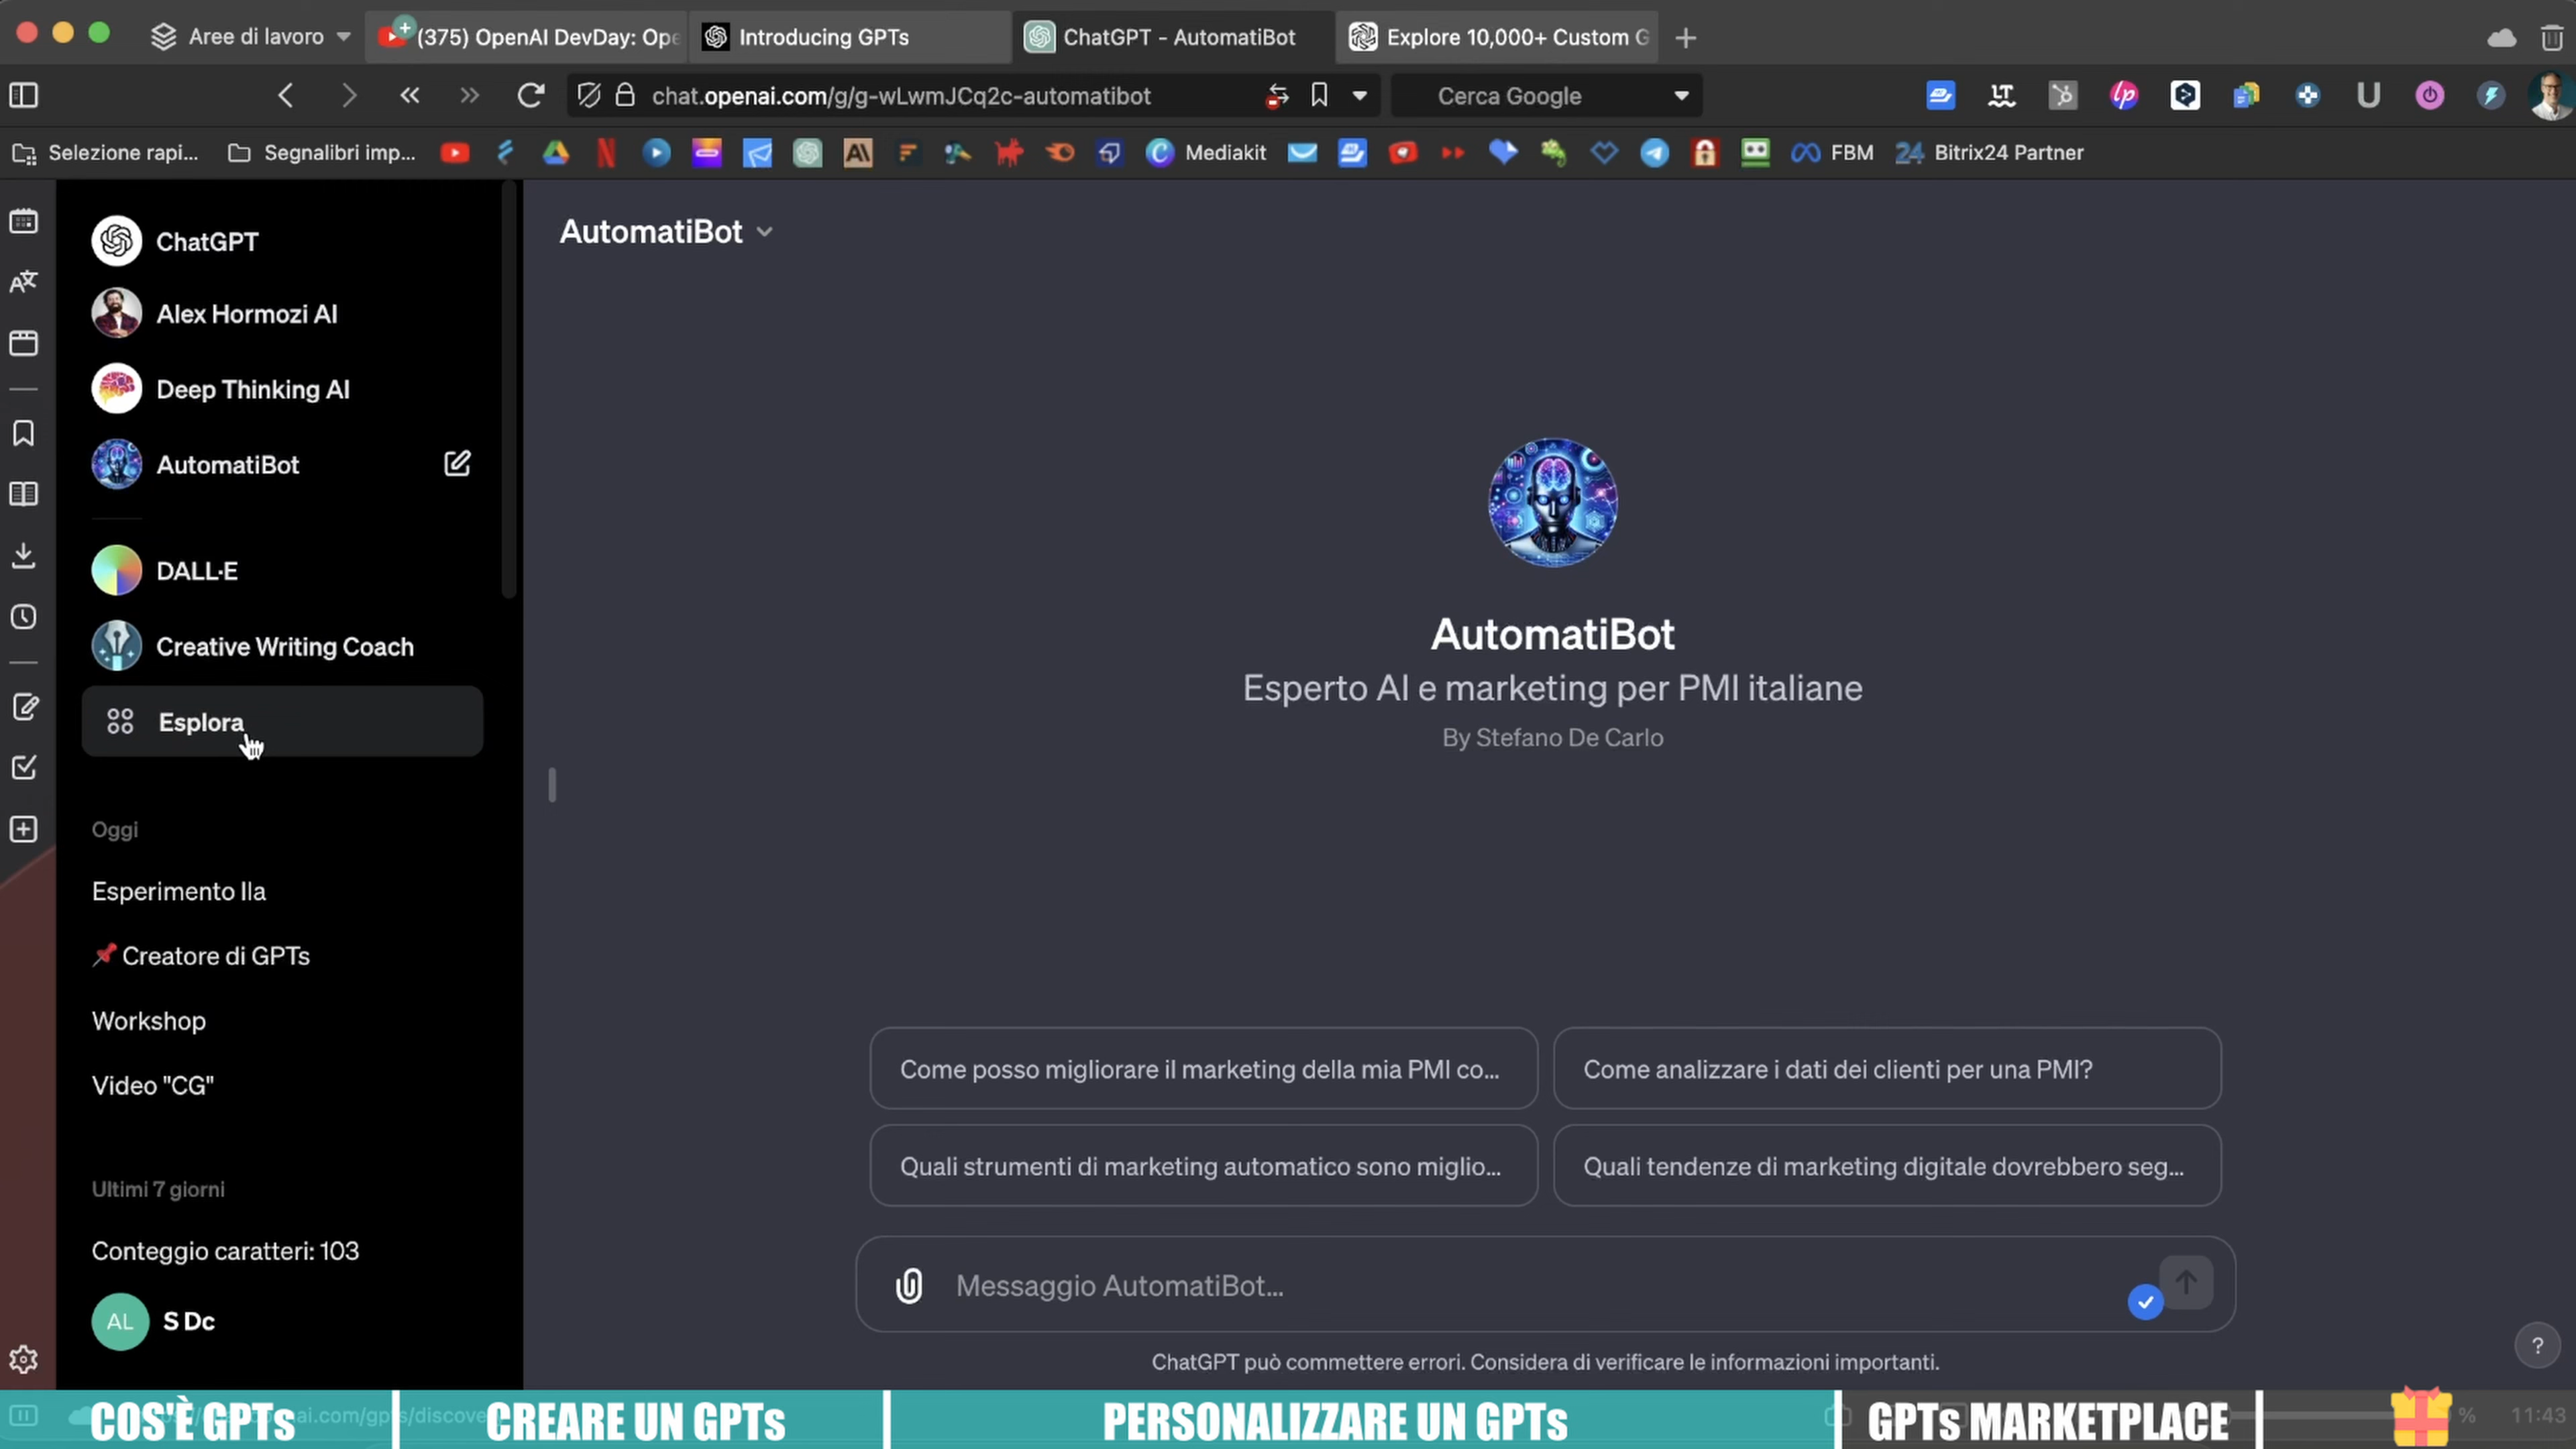 Aree di lavoro
(375) OpenAI DevDay: Ope
Introducing GPTs
ChatGPT - AutomatiBot
Explore 10,000+ Custom G
chat.openai.com/g/g-wLwmJCq2c-automatibot
Cerca Google
Selezione rapi...
Segnalibri imp...
Mediakit
FBM
24 Bitrix24 Partner
ChatGPT
Alex Hormozi AI
Deep Thinking AI
AutomatiBot
DALL·E
Creative Writing Coach
Esplora
Oggi
Esperimento Ila
Creatore di GPTs
Workshop
Video "CG"
Ultimi 7 giorni
Conteggio caratteri: 103
AL
S Dc
AutomatiBot
AutomatiBot
Esperto AI e marketing per PMI italiane
By Stefano De Carlo
Come posso migliorare il marketing della mia PMI co...
Come analizzare i dati dei clienti per una PMI?
Quali strumenti di marketing automatico sono miglio...
Quali tendenze di marketing digitale dovrebbero seg...
Messaggio AutomatiBot...
ChatGPT può commettere errori. Considera di verificare le informazioni importanti.
?
COS'È GPTs
CREARE UN GPTs
PERSONALIZZARE UN GPTs
GPTs MARKETPLACE
%
11:43